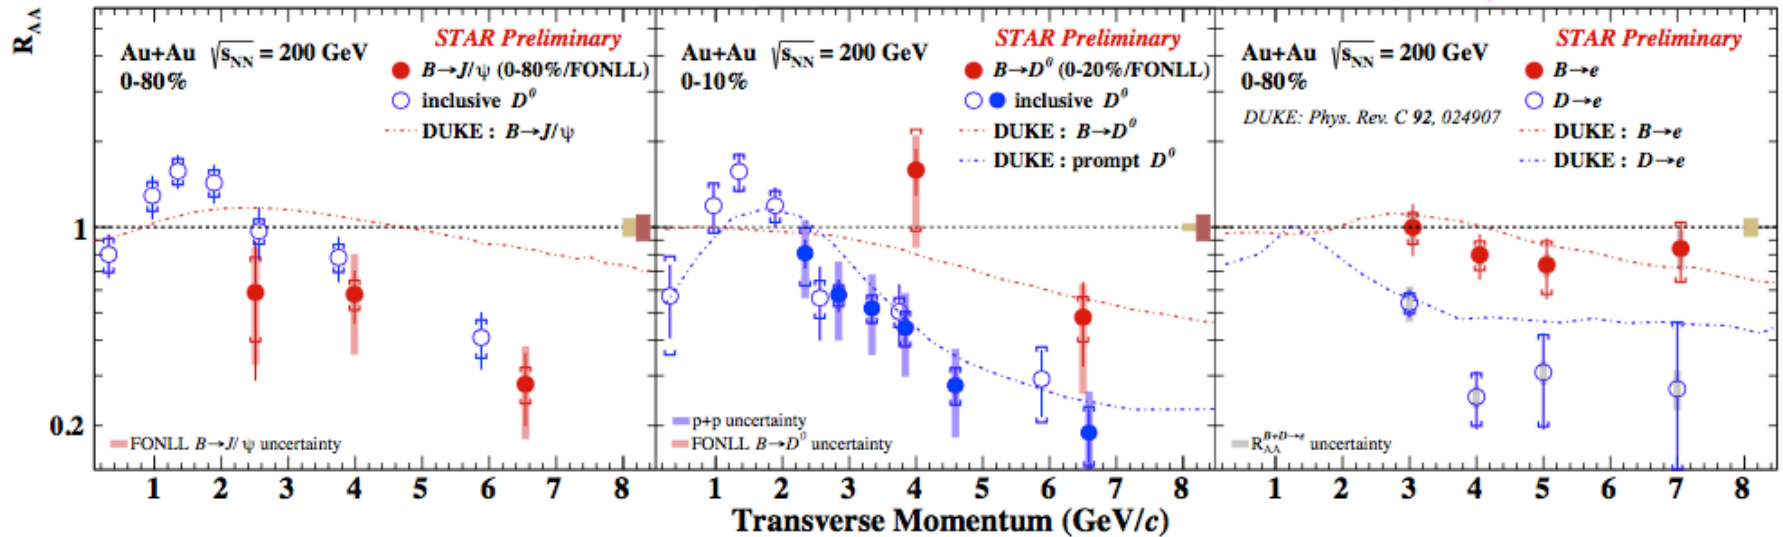 R_AA
1
0.2
Au+Au √s_NN = 200 GeV
0-80%
STAR Preliminary
B→J/ψ (0-80%/FONLL)
inclusive D⁰
DUKE : B→J/ψ
FONLL B→J/ψ uncertainty
1 2 3 4 5 6 7 8
Au+Au √s_NN = 200 GeV
0-10%
STAR Preliminary
B→D⁰ (0-20%/FONLL)
inclusive D⁰
DUKE : B→D⁰
DUKE : prompt D⁰
p+p uncertainty
FONLL B→D⁰ uncertainty
1 2 3 4 5 6 7 8
Au+Au √s_NN = 200 GeV
0-80%
STAR Preliminary
B→e
D→e
DUKE: Phys. Rev. C 92, 024907
DUKE : B→e
DUKE : D→e
R_AA^B+D→e uncertainty
1 2 3 4 5 6 7 8
Transverse Momentum (GeV/c)